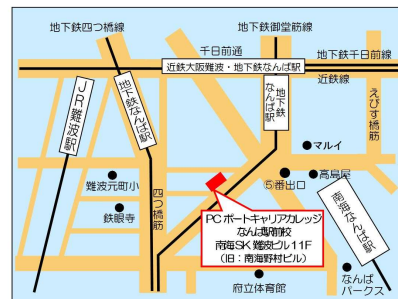 地下鉄四つ橋線
地下鉄御堂筋線
千日前通
地下鉄千日前線
近鉄大阪難波・地下鉄なんば駅
近鉄線
JR難波駅
地下鉄なんば駅
地下鉄
なんば駅
えびす橋筋
マルイ
難波元町小
⑤番出口
高島屋
鉄眼寺
四つ橋筋
PCポートキャリアカレッジ
なんば駅前校
南海SK難波ビル11F
（旧：南海野村ビル）
南海なんば駅
府立体育館
なんば
パークス